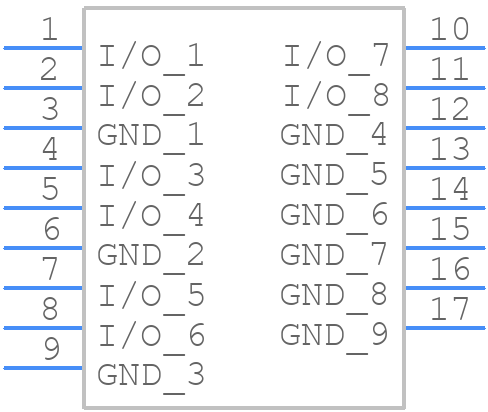 1 I/O_1 I/O_7 10
2 I/O_2 I/O_8 11
3 GND_1 GND_4 12
4 I/O_3 GND_5 13
5 I/O_4 GND_6 14
6 GND_2 GND_7 15
7 I/O_5 GND_8 16
8 I/O_6 GND_9 17
9 GND_3